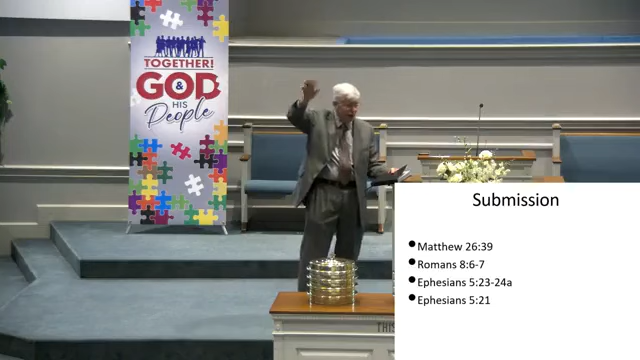 TOGETHER!
GOD
&
HIS
People
Submission
Matthew 26:39
Romans 8:6-7
Ephesians 5:23-24a
Ephesians 5:21
THIS